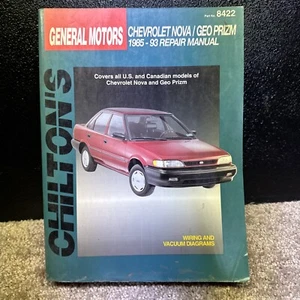 Part No. 8422
GENERAL MOTORS
CHEVROLET NOVA / GEO PRIZM
1985-93 REPAIR MANUAL
Covers all U.S. and Canadian models of
Chevrolet Nova and Geo Prizm
CHILTON'S
WIRING AND
VACUUM DIAGRAMS